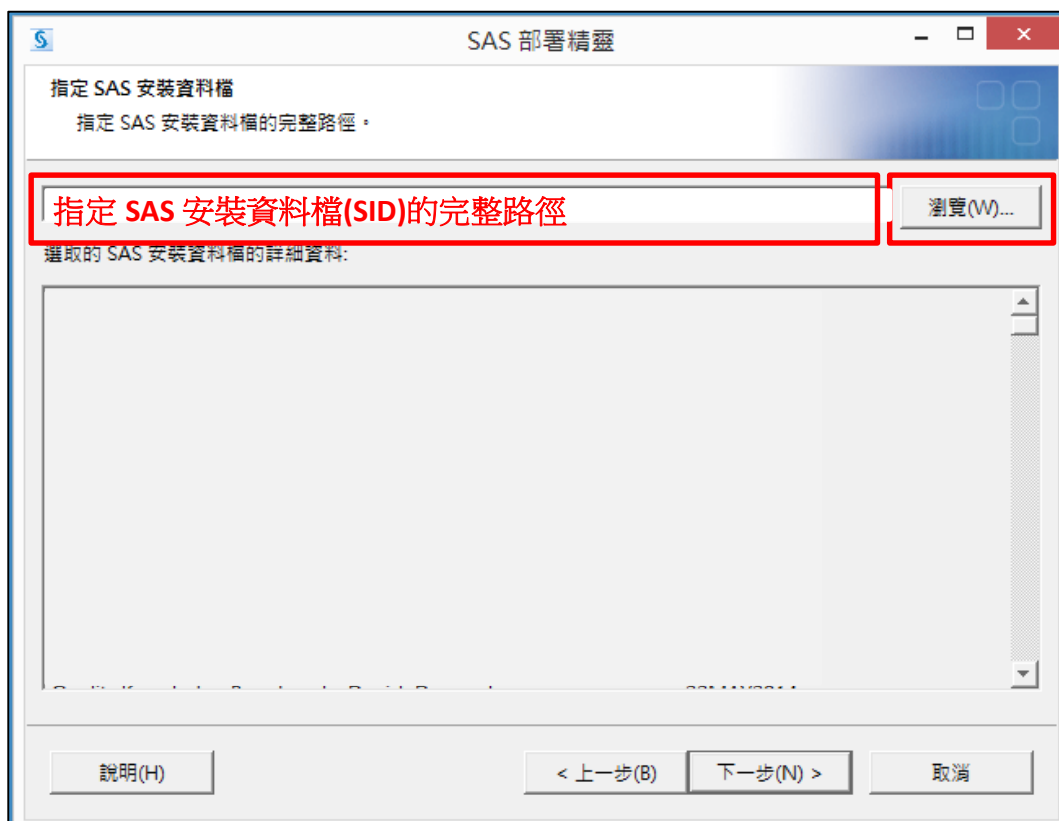 SAS 部署精靈
指定 SAS 安裝資料檔
指定 SAS 安裝資料檔的完整路徑。
指定 SAS 安裝資料檔(SID)的完整路徑
瀏覽(W)...
選取的 SAS 安裝資料檔的詳細資料:
說明(H)
< 上一步(B)
下一步(N) >
取消